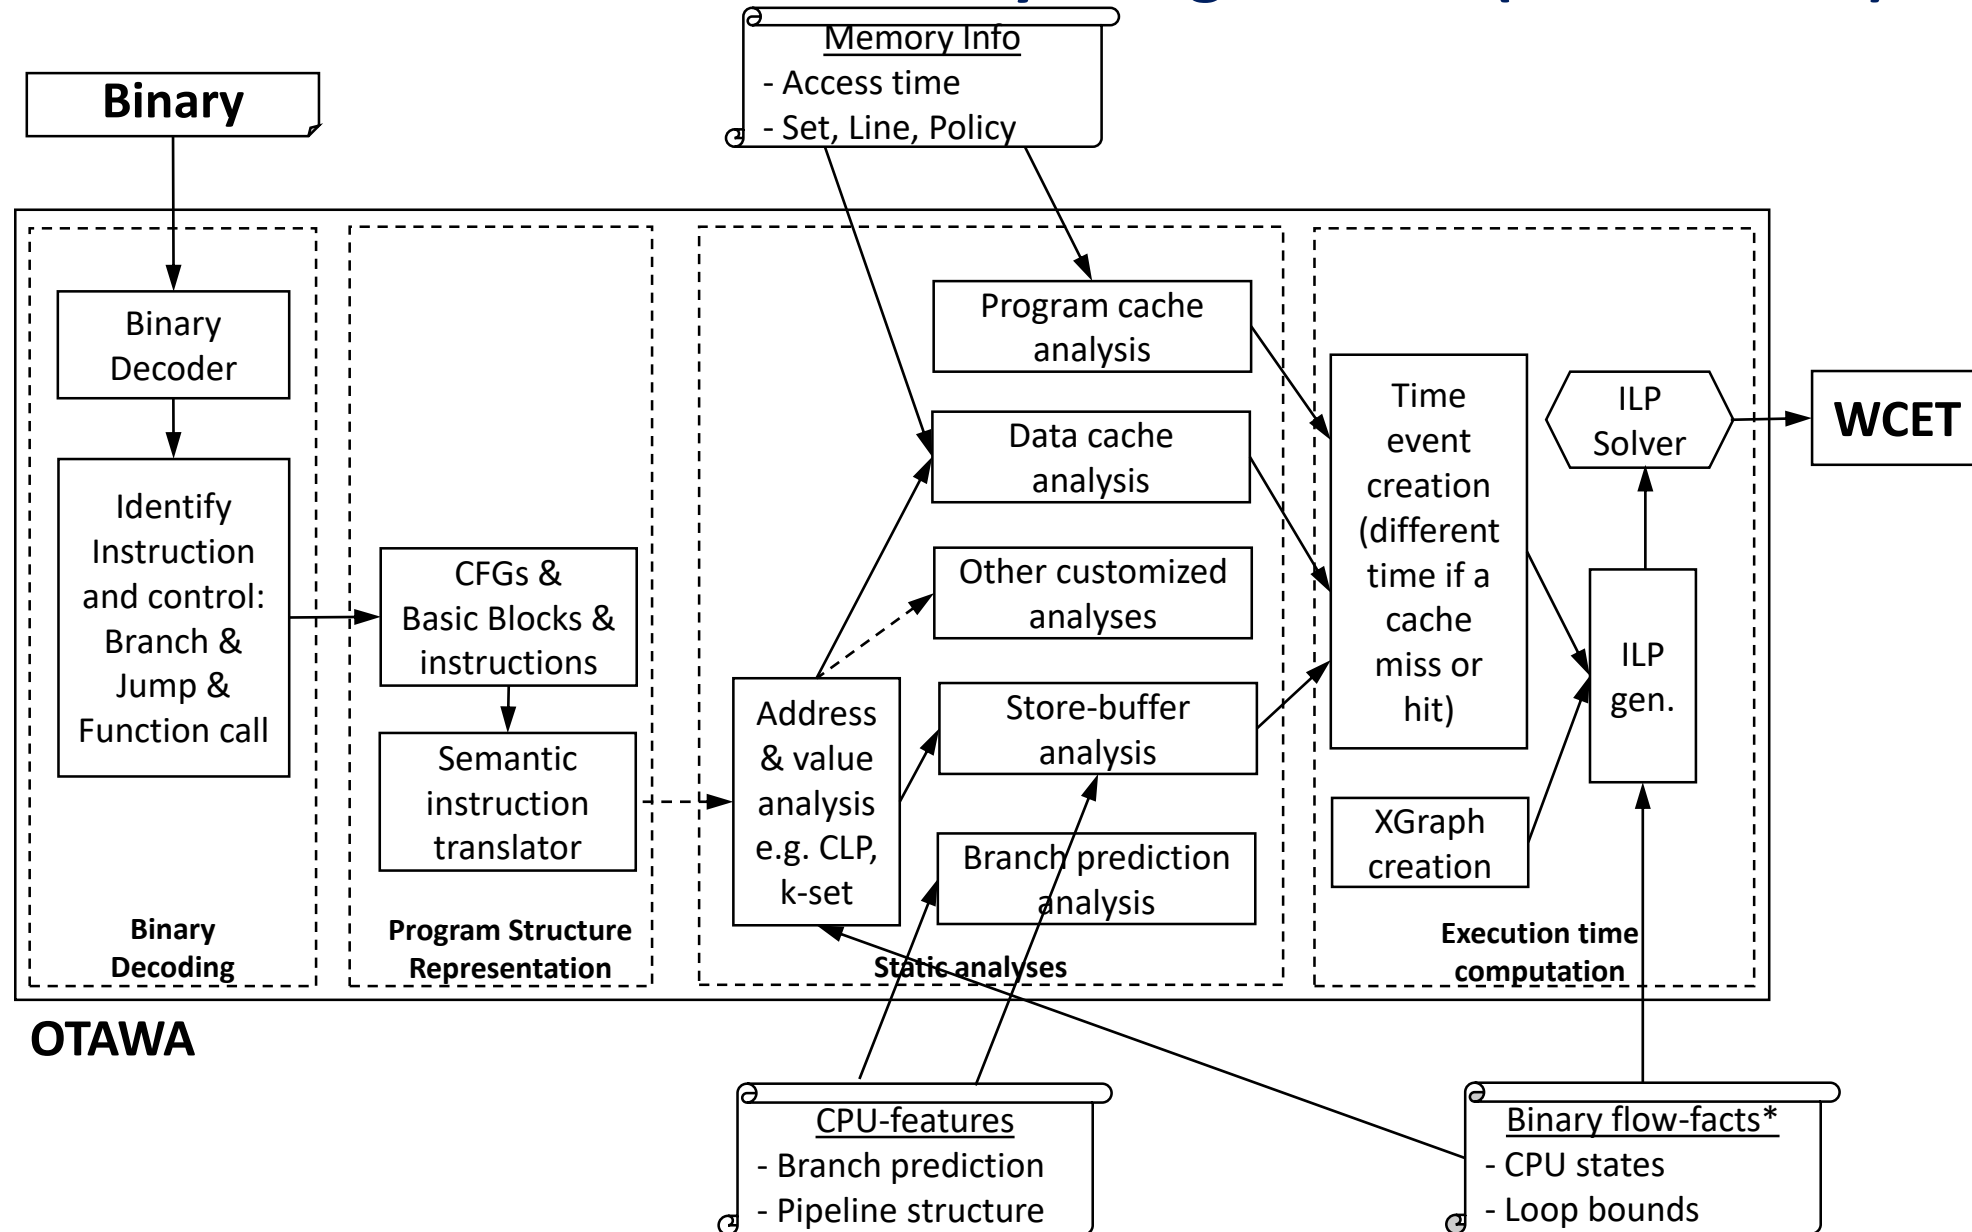 Memory Info
- Access time
- Set, Line, Policy
Binary
Binary
Decoder
Identify
Instruction
and control:
Branch &
Jump &
Function call
Binary
Decoding
CFGs &
Basic Blocks &
instructions
Semantic
instruction
translator
Program Structure
Representation
Program cache
analysis
Data cache
analysis
Other customized
analyses
Address
& value
analysis
e.g. CLP,
k-set
Store-buffer
analysis
Branch prediction
analysis
Static analyses
Time
event
creation
(different
time if a
cache
miss or
hit)
XGraph
creation
ILP
Solver
ILP
gen.
Execution time
computation
WCET
OTAWA
CPU-features
- Branch prediction
- Pipeline structure
Binary flow-facts*
- CPU states
- Loop bounds